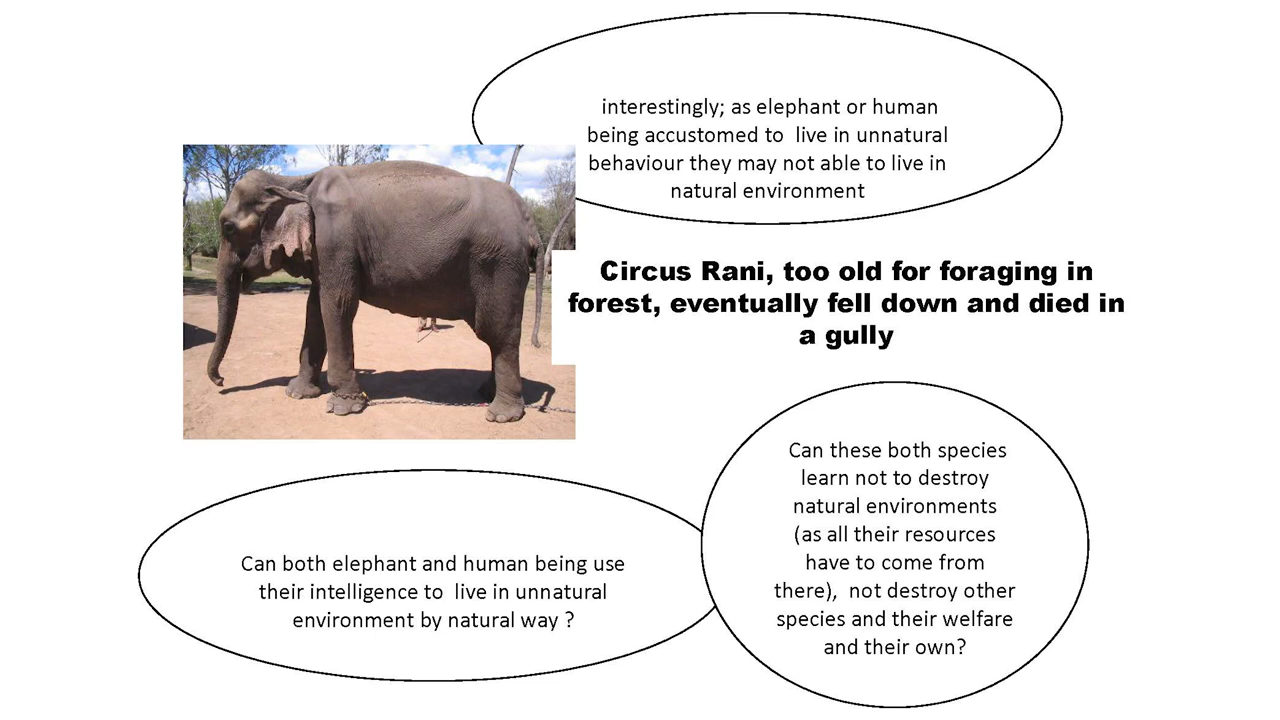 interestingly; as elephant or human
being accustomed to  live in unnatural
behaviour they may not able to live in
natural environment
Circus Rani, too old for foraging in
forest, eventually fell down and died in
a gully
Can both elephant and human being use
their intelligence to  live in unnatural
environment by natural way ?
Can these both species
learn not to destroy
natural environments
(as all their resources
have to come from
there),  not destroy other
species and their welfare
and their own?